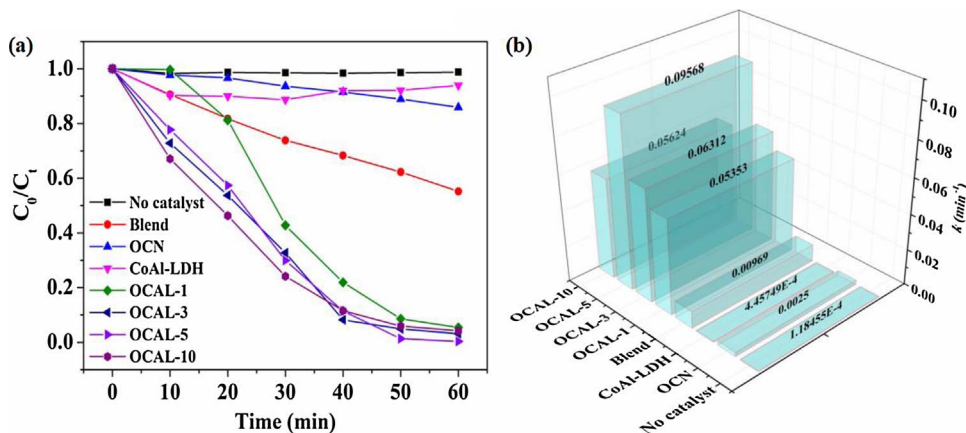 (a)
1.0
0.8
0.6
0.4
0.2
0.0
C0/Ct
No catalyst
Blend
OCN
CoAl-LDH
OCAL-1
OCAL-3
OCAL-5
OCAL-10
0 10 20 30 40 50 60
Time (min)
(b)
0.09568
0.05624
0.06312
0.05353
0.00969
4.45749E-4
0.0025
1.18455E-4
0.10
0.08
0.06
0.04
0.02
0.00
k (min⁻¹)
OCAL-10
OCAL-5
OCAL-3
OCAL-1
Blend
CoAl-LDH
OCN
No catalyst